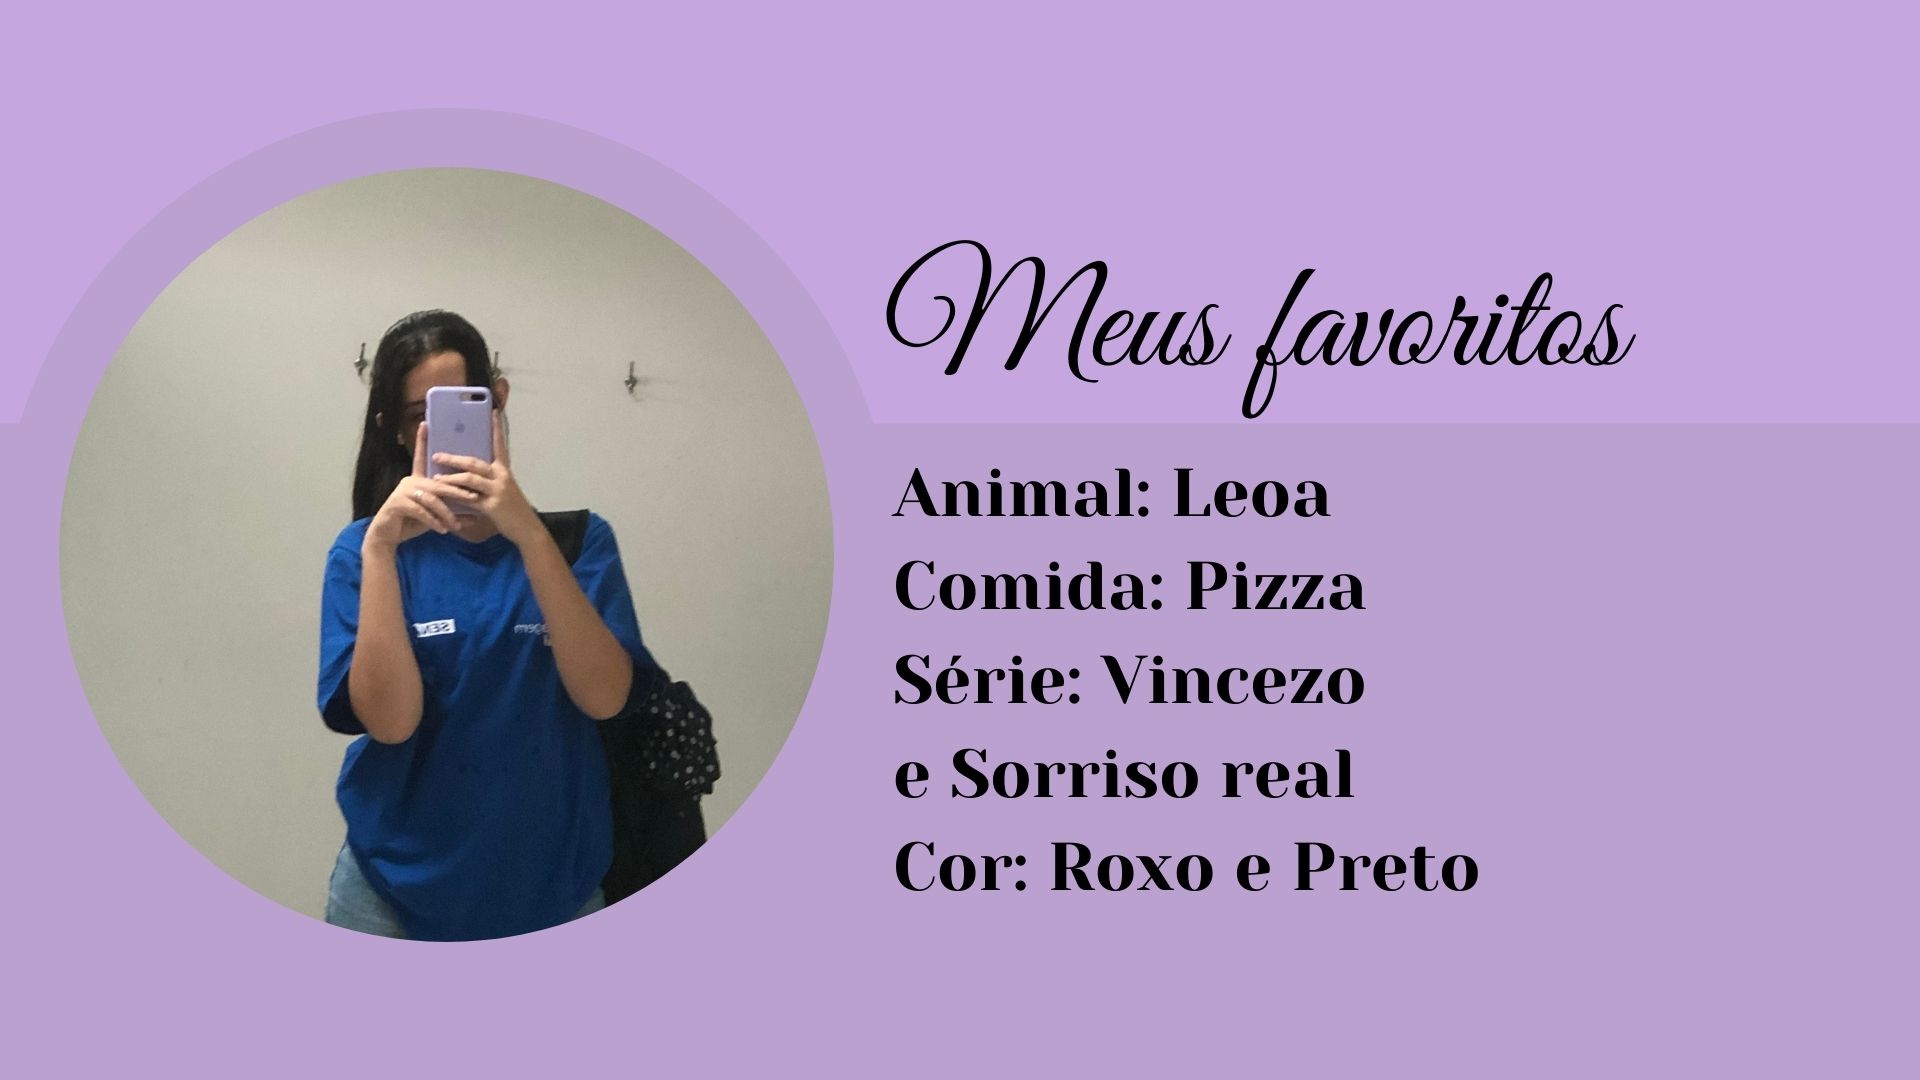 Meus favoritos
Animal: Leoa
Comida: Pizza
Série: Vincezo
e Sorriso real
Cor: Roxo e Preto